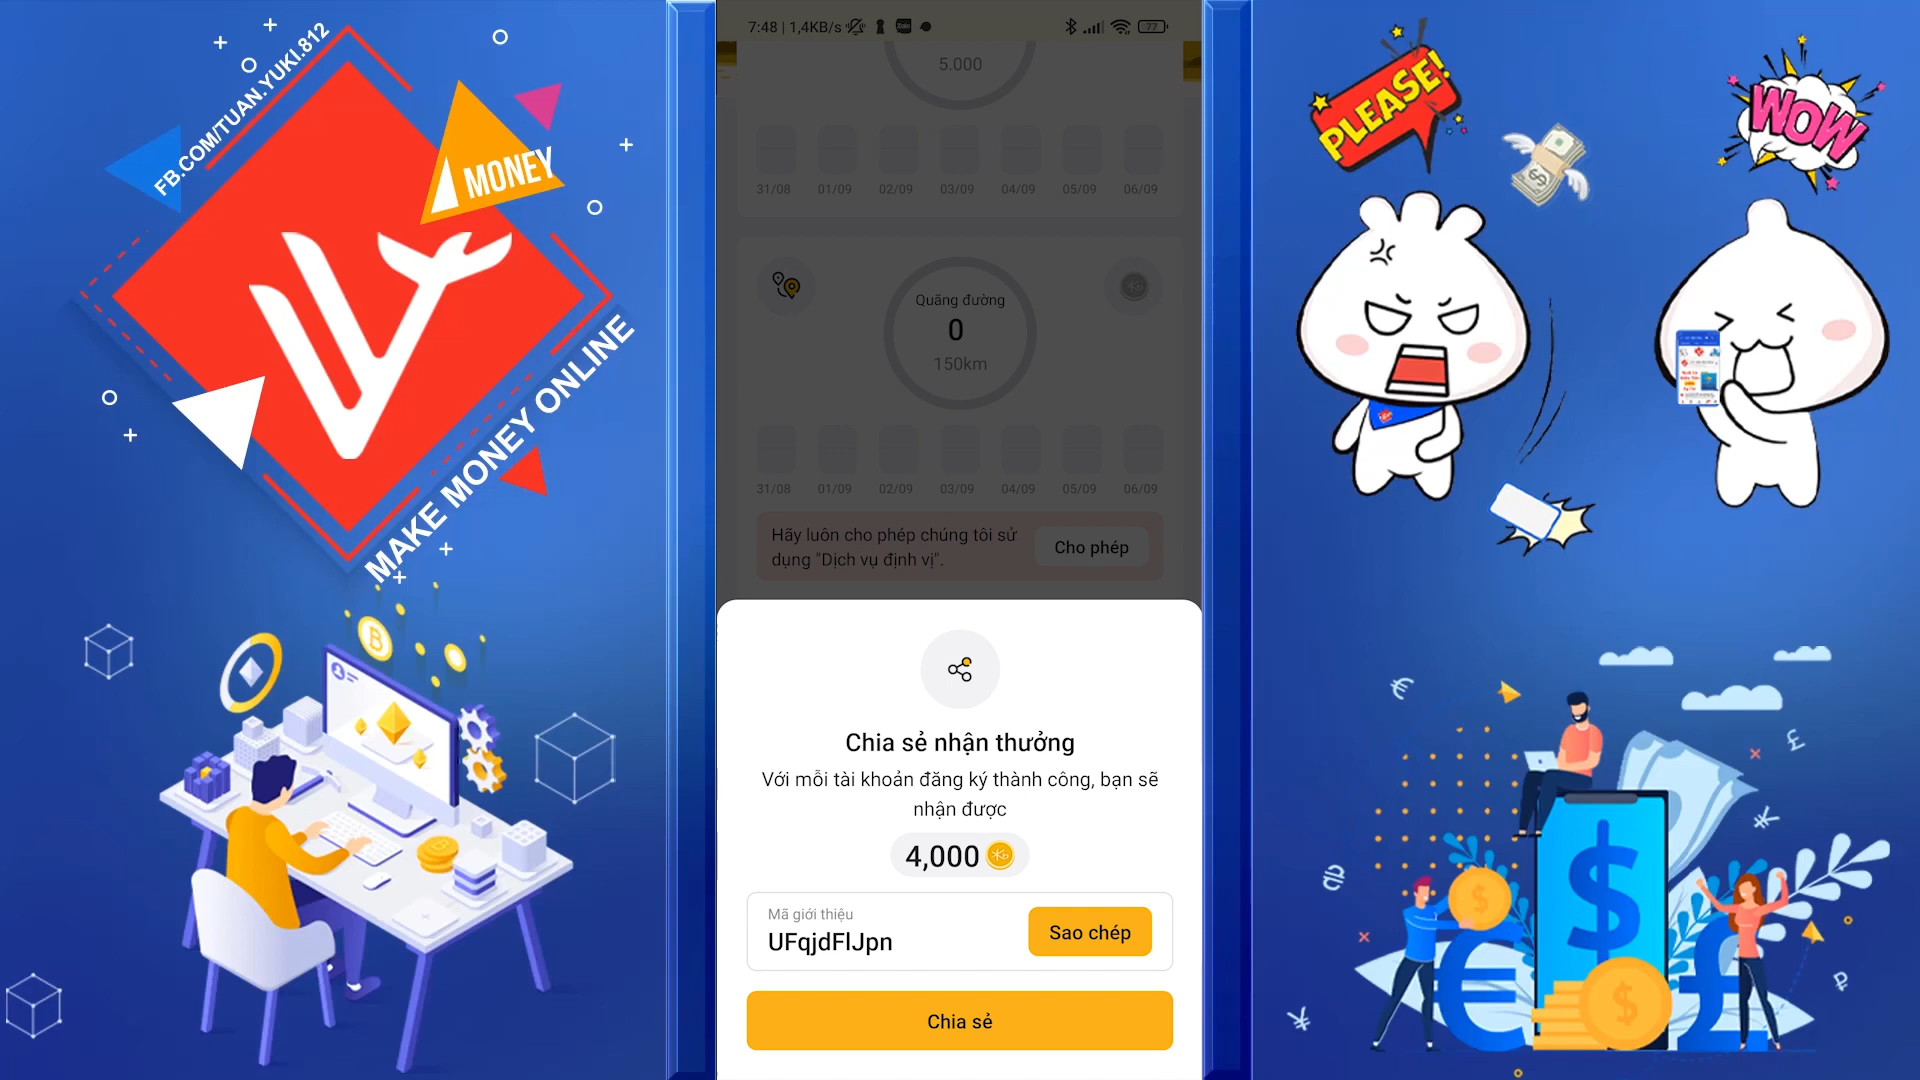 FB.COM/TUAN.YUKI.812
MONEY
MAKE MONEY ONLINE
7:48 | 1,4KB/s
Zalo
77
5.000
31/08 01/09 02/09 03/09 04/09 05/09 06/09
Quãng đường
0
150km
31/08 01/09 02/09 03/09 04/09 05/09 06/09
Hãy luôn cho phép chúng tôi sử
dụng "Dịch vụ định vị".
Cho phép
Chia sẻ nhận thưởng
Với mỗi tài khoản đăng ký thành công, bạn sẽ
nhận được
4,000
Mã giới thiệu
UFqjdFlJpn
Sao chép
Chia sẻ
PLEASE!
WOW